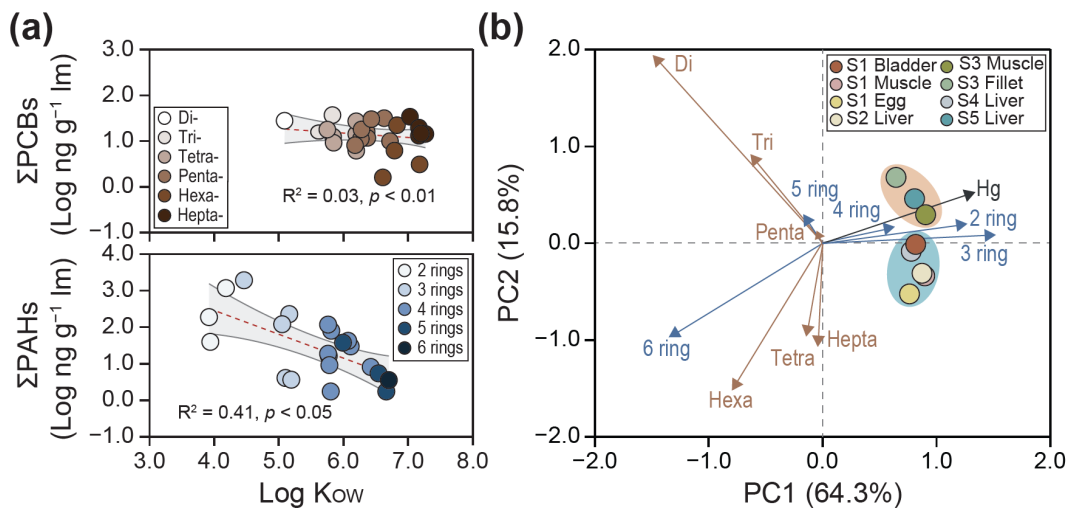 (a)
3.0
2.0
1.0
0.0
−1.0
ΣPCBs
(Log ng g⁻¹ lm)
Di-
Tri-
Tetra-
Penta-
Hexa-
Hepta-
R² = 0.03, p < 0.01
4.0
3.0
2.0
1.0
0.0
−1.0
ΣPAHs
(Log ng g⁻¹ lm)
2 rings
3 rings
4 rings
5 rings
6 rings
R² = 0.41, p < 0.05
3.0 4.0 5.0 6.0 7.0 8.0
Log Kow
(b)
2.0
1.0
0.0
−1.0
−2.0
PC2 (15.8%)
S1 Bladder
S1 Muscle
S1 Egg
S2 Liver
S3 Muscle
S3 Fillet
S4 Liver
S5 Liver
Di
Tri
5 ring
4 ring
Hg
2 ring
Penta
3 ring
6 ring
Hepta
Tetra
Hexa
−2.0 −1.0 0.0 1.0 2.0
PC1 (64.3%)